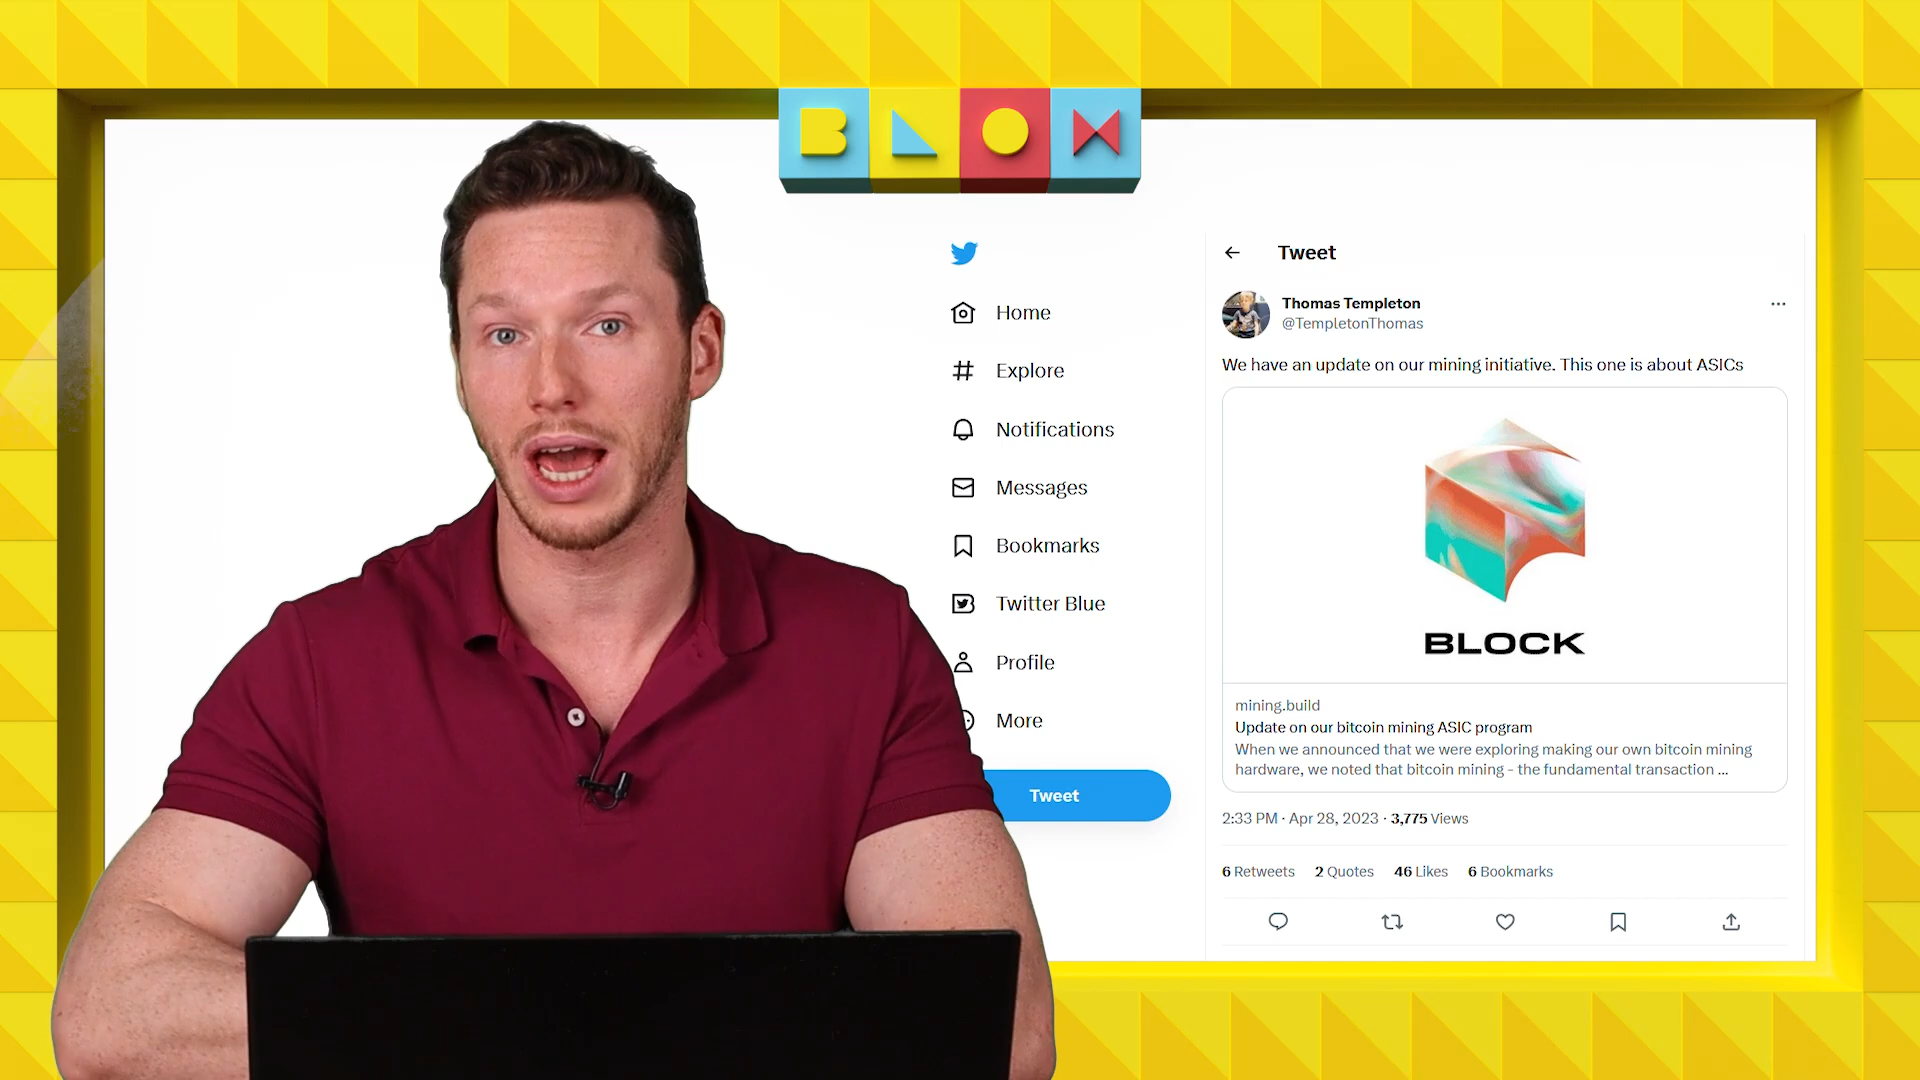 BLOX
Home
Explore
Notifications
Messages
Bookmarks
Twitter Blue
Profile
More
Tweet
Tweet
Thomas Templeton
@TempletonThomas
We have an update on our mining initiative. This one is about ASICs
BLOCK
mining.build
Update on our bitcoin mining ASIC program
When we announced that we were exploring making our own bitcoin mining
hardware, we noted that bitcoin mining - the fundamental transaction ...
2:33 PM · Apr 28, 2023 · 3,775 Views
6 Retweets 2 Quotes 46 Likes 6 Bookmarks